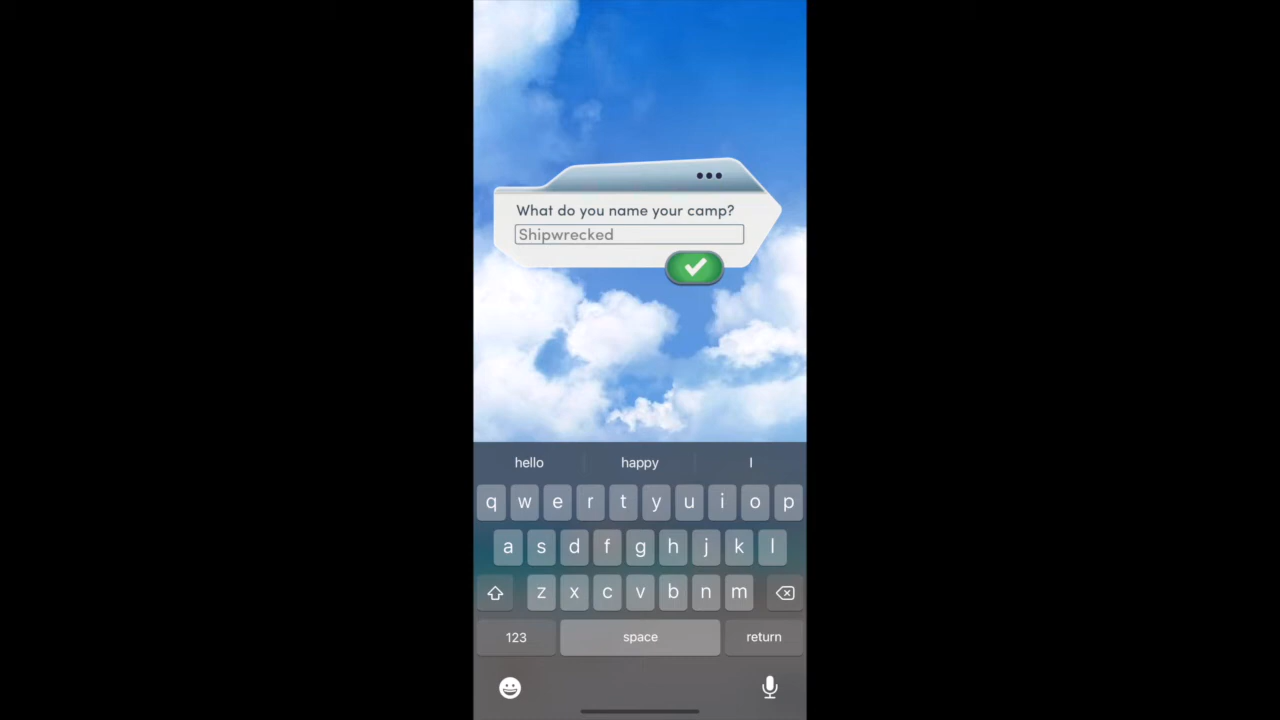 What do you name your camp?
Shipwrecked
hello happy I
q w e r t y u i o p
a s d f g h j k l
z x c v b n m
123 space return